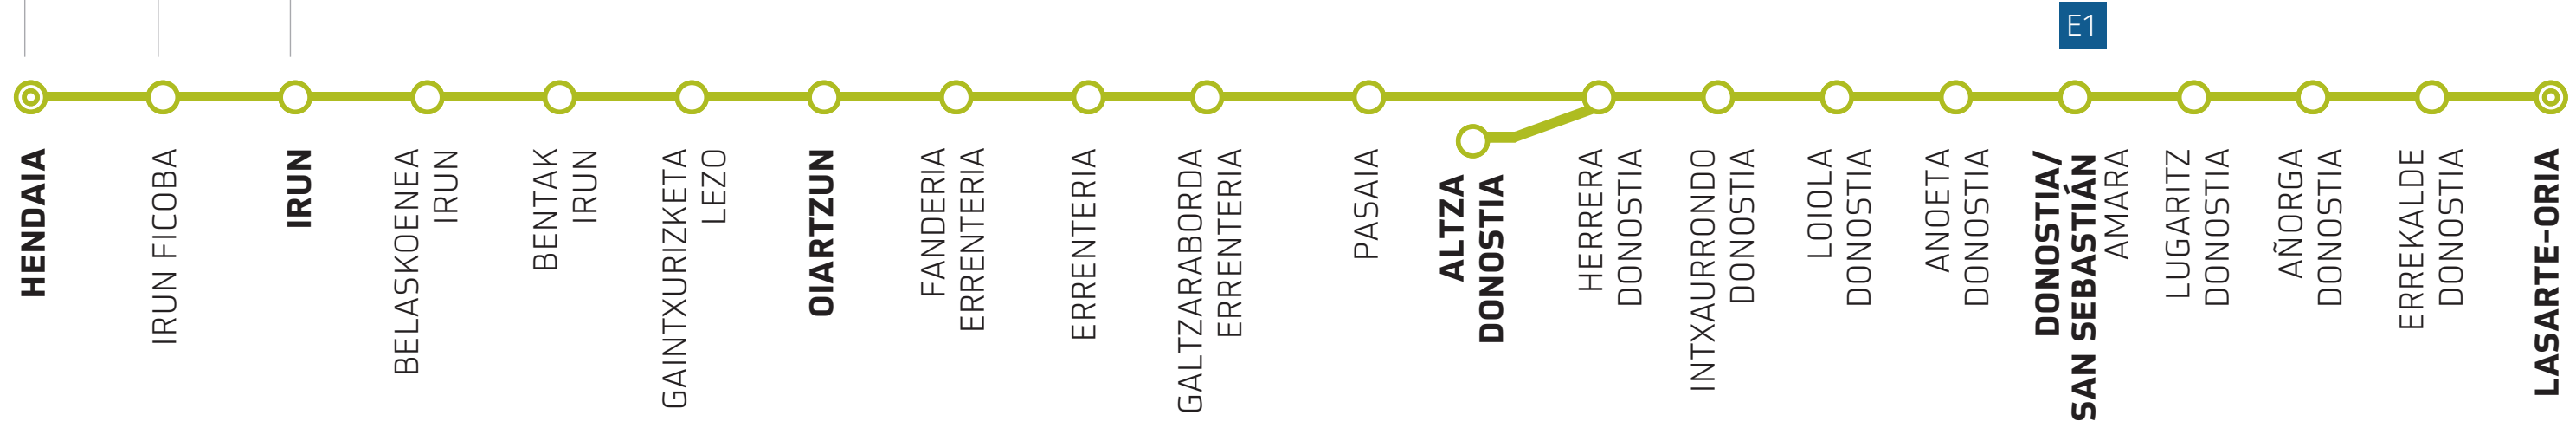 E1
HENDAIA
IRUN FICOBA
IRUN
BELASKOENEA
IRUN
BENTAK
IRUN
GAINTXURIZKETA
LEZO
OIARTZUN
FANDERIA
ERRENTERIA
ERRENTERIA
GALTZARABORDA
ERRENTERIA
PASAIA
ALTZA
DONOSTIA
HERRERA
DONOSTIA
INTXAURRONDO
DONOSTIA
LOIOLA
DONOSTIA
ANOETA
DONOSTIA
DONOSTIA/
SAN SEBASTIÁN
AMARA
LUGARITZ
DONOSTIA
AÑORGA
DONOSTIA
ERREKALDE
DONOSTIA
LASARTE-ORIA